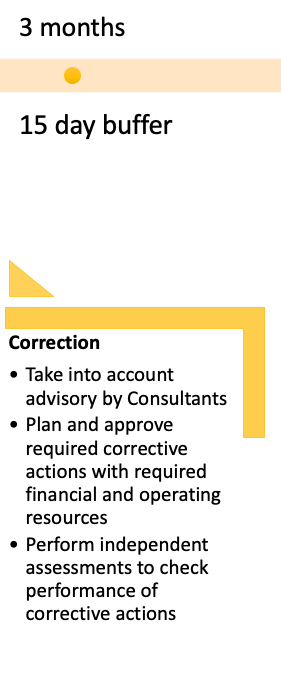 3 months
15 day buffer
Correction
• Take into account
advisory by Consultants
• Plan and approve
required corrective
actions with required
financial and operating
resources
• Perform independent
assessments to check
performance of
corrective actions